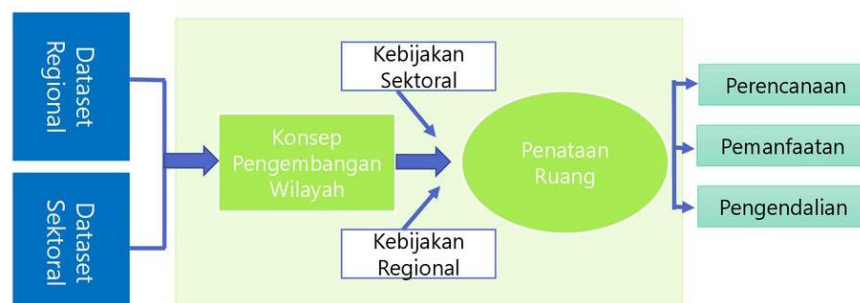 Dataset
Regional
Dataset
Sektoral
Konsep
Pengembangan
Wilayah
Kebijakan
Sektoral
Kebijakan
Regional
Penataan
Ruang
Perencanaan
Pemanfaatan
Pengendalian